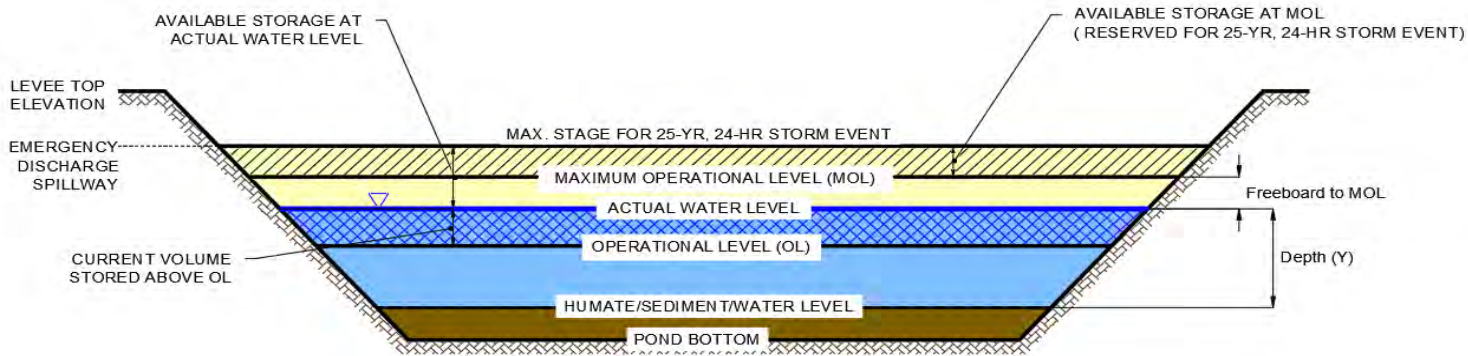 AVAILABLE STORAGE AT
ACTUAL WATER LEVEL
AVAILABLE STORAGE AT MOL
( RESERVED FOR 25-YR, 24-HR STORM EVENT)
LEVEE TOP
ELEVATION
MAX. STAGE FOR 25-YR, 24-HR STORM EVENT
EMERGENCY
DISCHARGE
SPILLWAY
MAXIMUM OPERATIONAL LEVEL (MOL)
Freeboard to MOL
ACTUAL WATER LEVEL
OPERATIONAL LEVEL (OL)
CURRENT VOLUME
STORED ABOVE OL
Depth (Y)
HUMATE/SEDIMENT/WATER LEVEL
POND BOTTOM